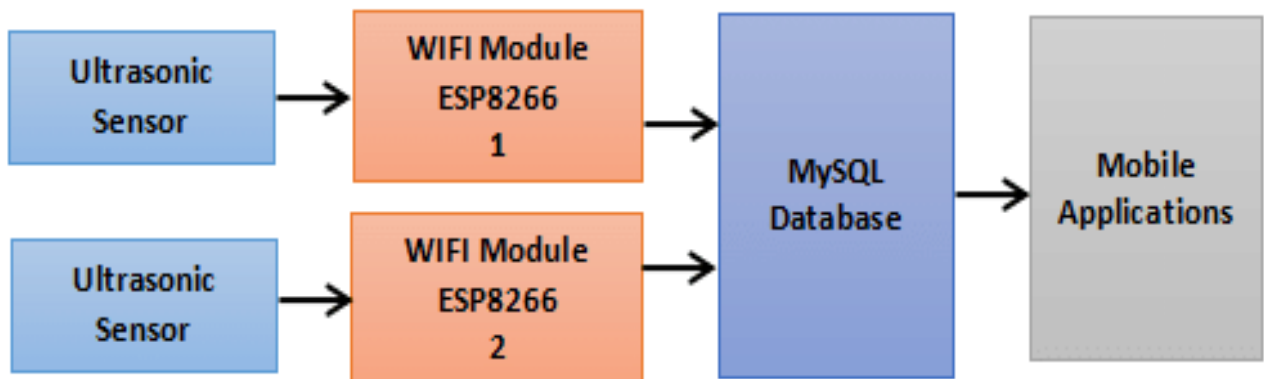 Ultrasonic
Sensor
WIFI Module
ESP8266
1
Ultrasonic
Sensor
WIFI Module
ESP8266
2
MySQL
Database
Mobile
Applications